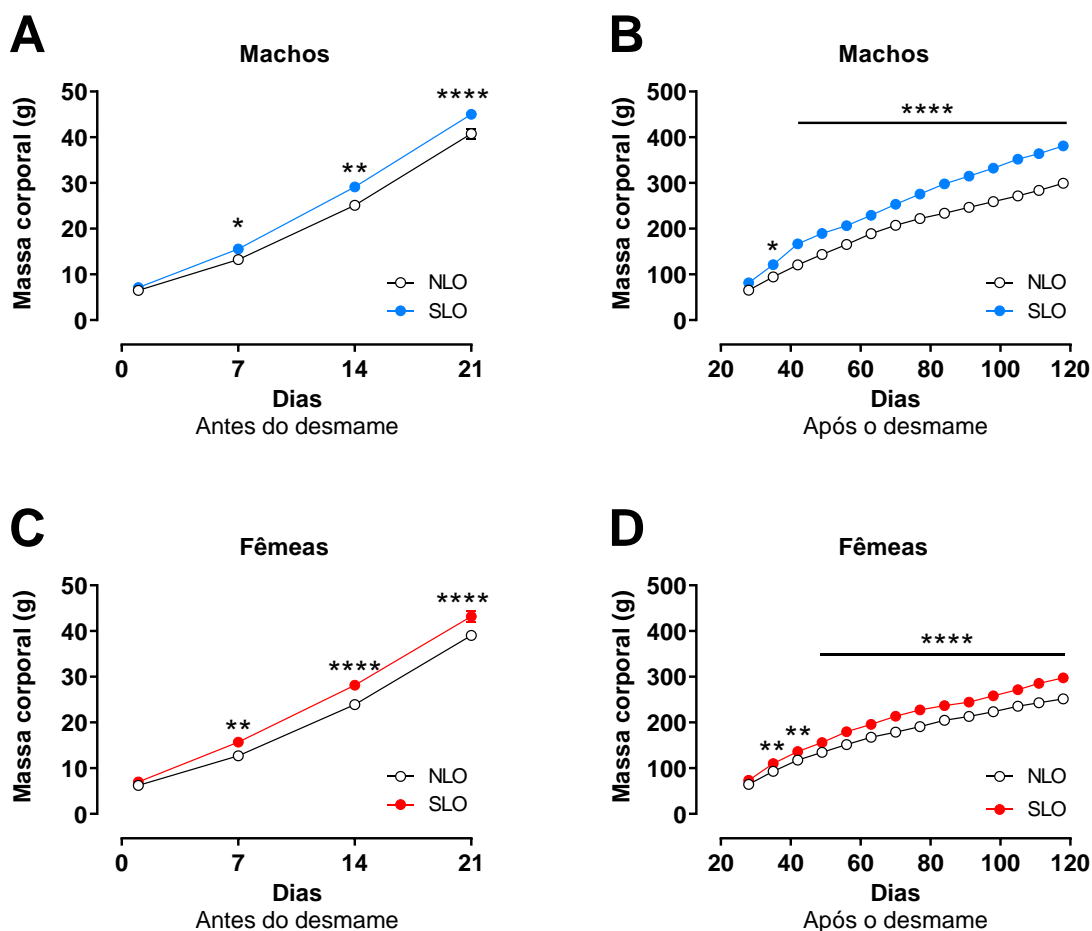 A
Machos
Massa corporal (g)
50
40
30
20
10
0
*
**
****
NLO
SLO
0 7 14 21
Dias
Antes do desmame
B
Machos
Massa corporal (g)
500
400
300
200
100
0
*
****
NLO
SLO
20 40 60 80 100 120
Dias
Após o desmame
C
Fêmeas
Massa corporal (g)
50
40
30
20
10
0
**
****
****
NLO
SLO
0 7 14 21
Dias
Antes do desmame
D
Fêmeas
Massa corporal (g)
500
400
300
200
100
0
**
**
****
NLO
SLO
20 40 60 80 100 120
Dias
Após o desmame